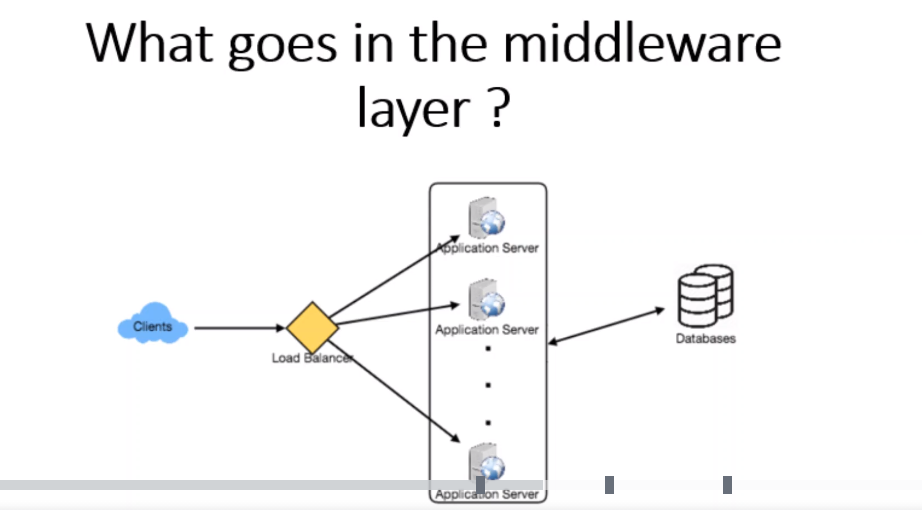 What goes in the middleware
layer ?
Application Server
Clients
Application Server
Databases
Load Balancer
Application Server